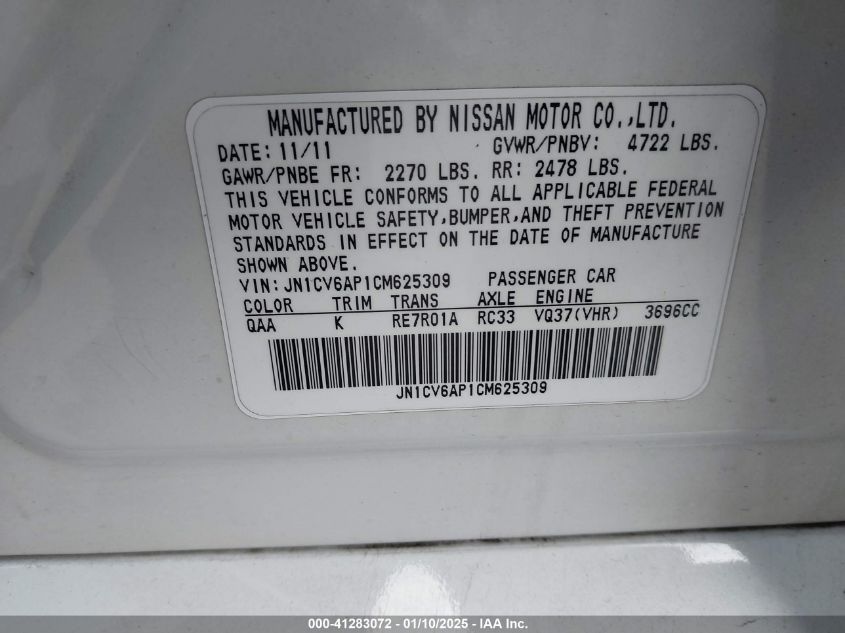 MANUFACTURED BY NISSAN MOTOR CO.,LTD.
DATE: 11/11 GVWR/PNBV: 4722 LBS.
GAWR/PNBE FR: 2270 LBS. RR: 2478 LBS.
THIS VEHICLE CONFORMS TO ALL APPLICABLE FEDERAL
MOTOR VEHICLE SAFETY,BUMPER,AND THEFT PREVENTION
STANDARDS IN EFFECT ON THE DATE OF MANUFACTURE
SHOWN ABOVE.
VIN: JN1CV6AP1CM625309 PASSENGER CAR
COLOR TRIM TRANS AXLE ENGINE
QAA K RE7R01A RC33 VQ37(VHR) 3696CC
JN1CV6AP1CM625309
000-41283072 - 01/10/2025 - IAA Inc.